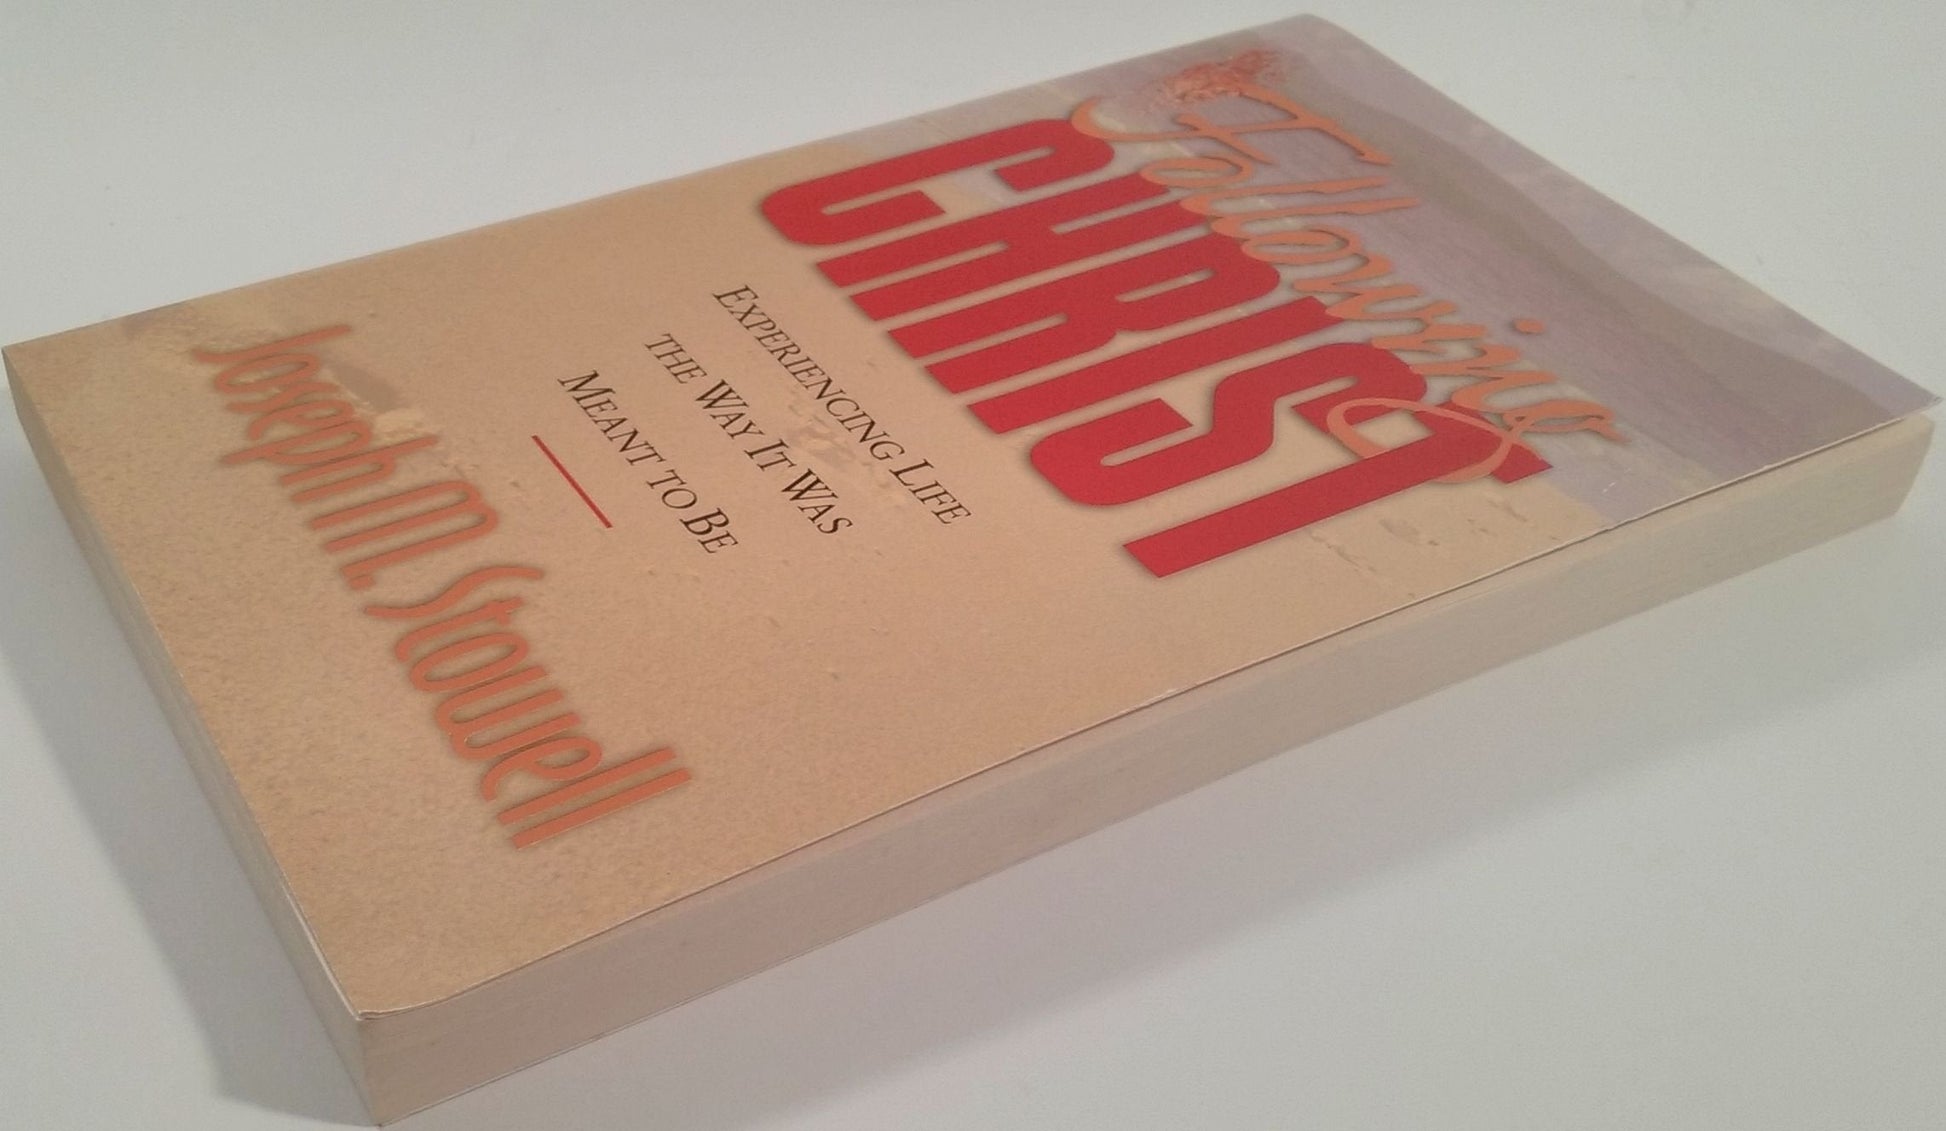 Following
CHRIST
EXPERIENCING LIFE
THE WAY IT WAS
MEANT TO BE
Joseph M. Stowell